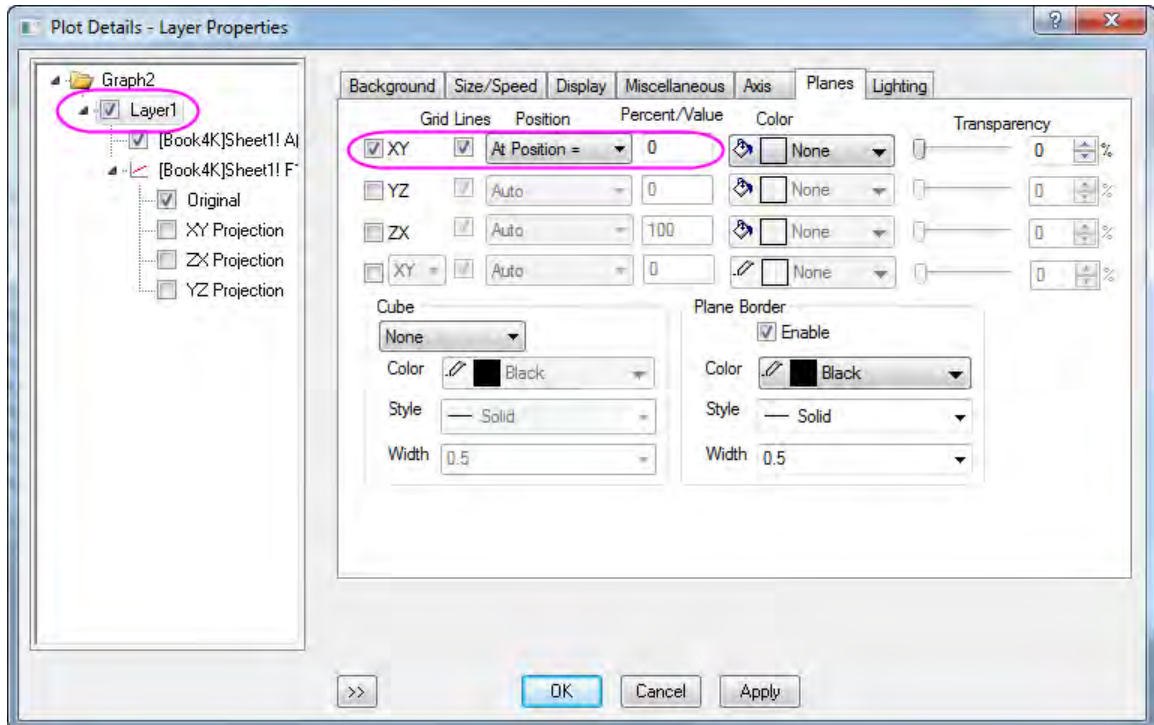 Plot Details - Layer Properties
?
X
Graph2
Layer1
[Book4K]Sheet1! A(
[Book4K]Sheet1! F"
Original
XY Projection
ZX Projection
YZ Projection
Background Size/Speed Display Miscellaneous Axis Planes Lighting
Grid Lines Position Percent/Value Color Transparency
XY At Position = 0 None 0 %
YZ Auto 0 None 0 %
ZX Auto 100 None 0 %
XY Auto 0 None 0 %
Cube
None
Color Black
Style Solid
Width 0.5
Plane Border
Enable
Color Black
Style Solid
Width 0.5
>> OK Cancel Apply